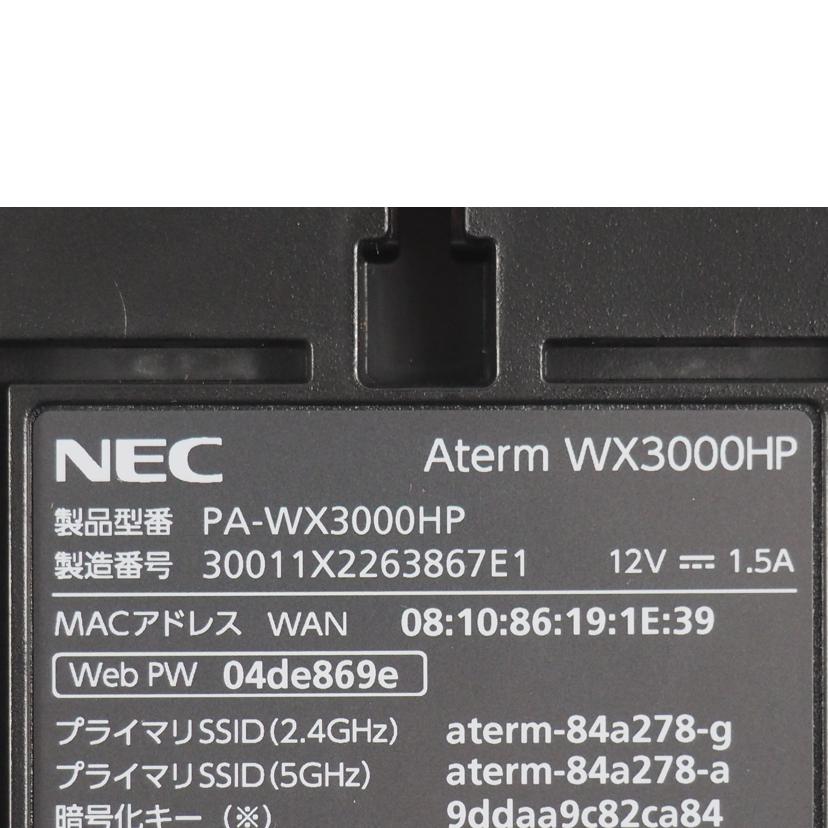 NEC Aterm WX3000HP
製品型番 PA-WX3000HP
製造番号 30011X2263867E1 12V ⎓ 1.5A
MACアドレス WAN 08:10:86:19:1E:39
Web PW 04de869e
プライマリSSID(2.4GHz) aterm-84a278-g
プライマリSSID(5GHz) aterm-84a278-a
暗号化キー(※) 9ddaa9c82ca84